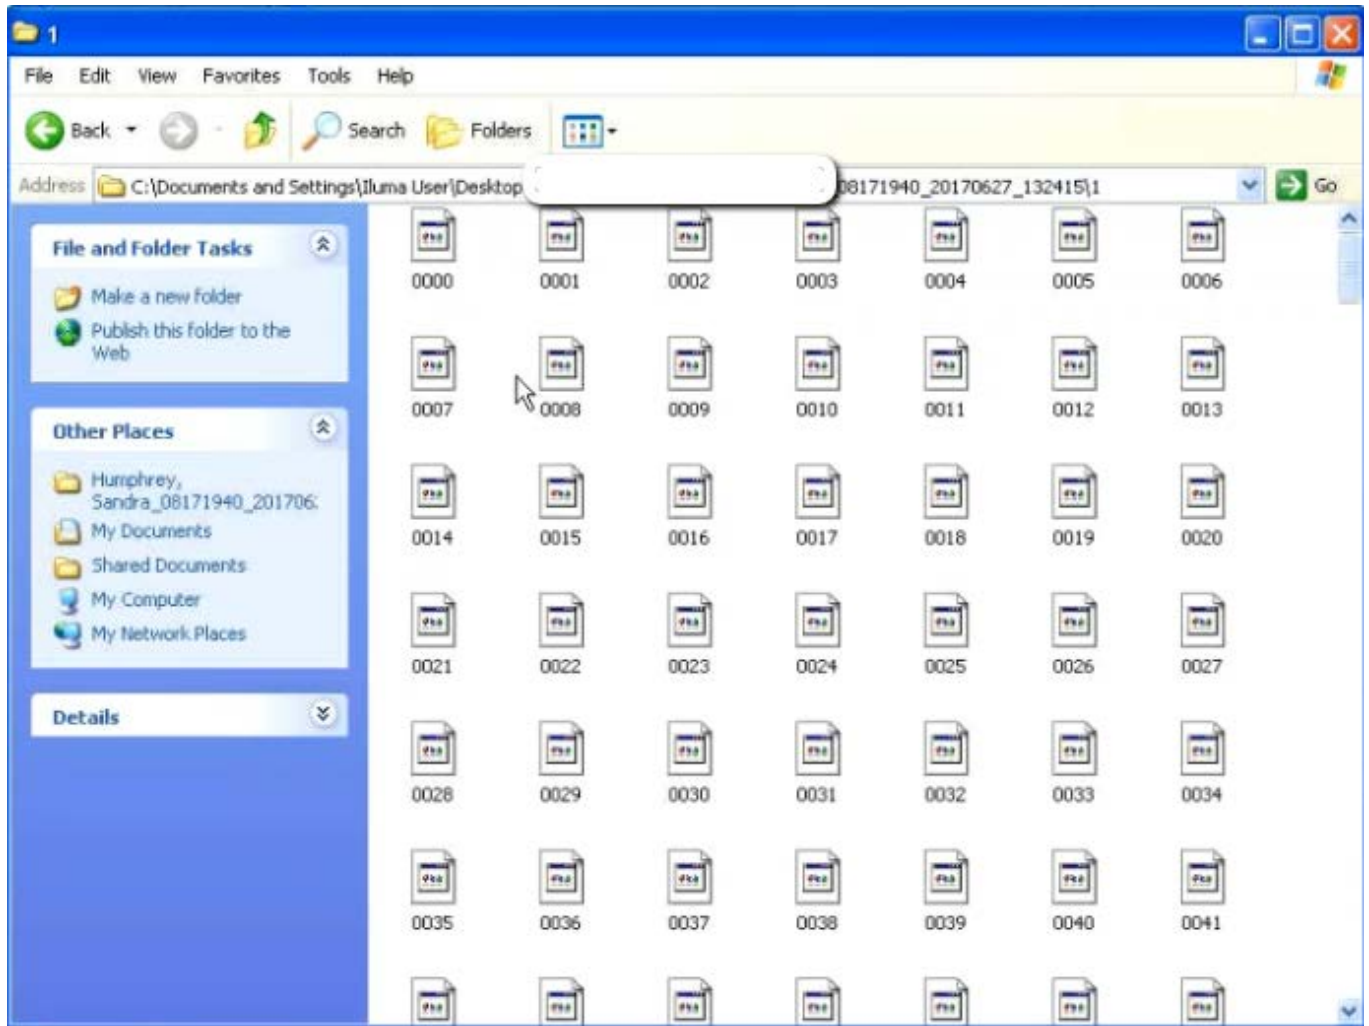 1
File Edit View Favorites Tools Help
Back Search Folders
Address C:\Documents and Settings\Iluma User\Desktop 08171940_20170627_132415\1 Go
File and Folder Tasks
Make a new folder
Publish this folder to the
Web
Other Places
Humphrey,
Sandra_08171940_201706
My Documents
Shared Documents
My Computer
My Network Places
Details
0000 0001 0002 0003 0004 0005 0006
0007 0008 0009 0010 0011 0012 0013
0014 0015 0016 0017 0018 0019 0020
0021 0022 0023 0024 0025 0026 0027
0028 0029 0030 0031 0032 0033 0034
0035 0036 0037 0038 0039 0040 0041